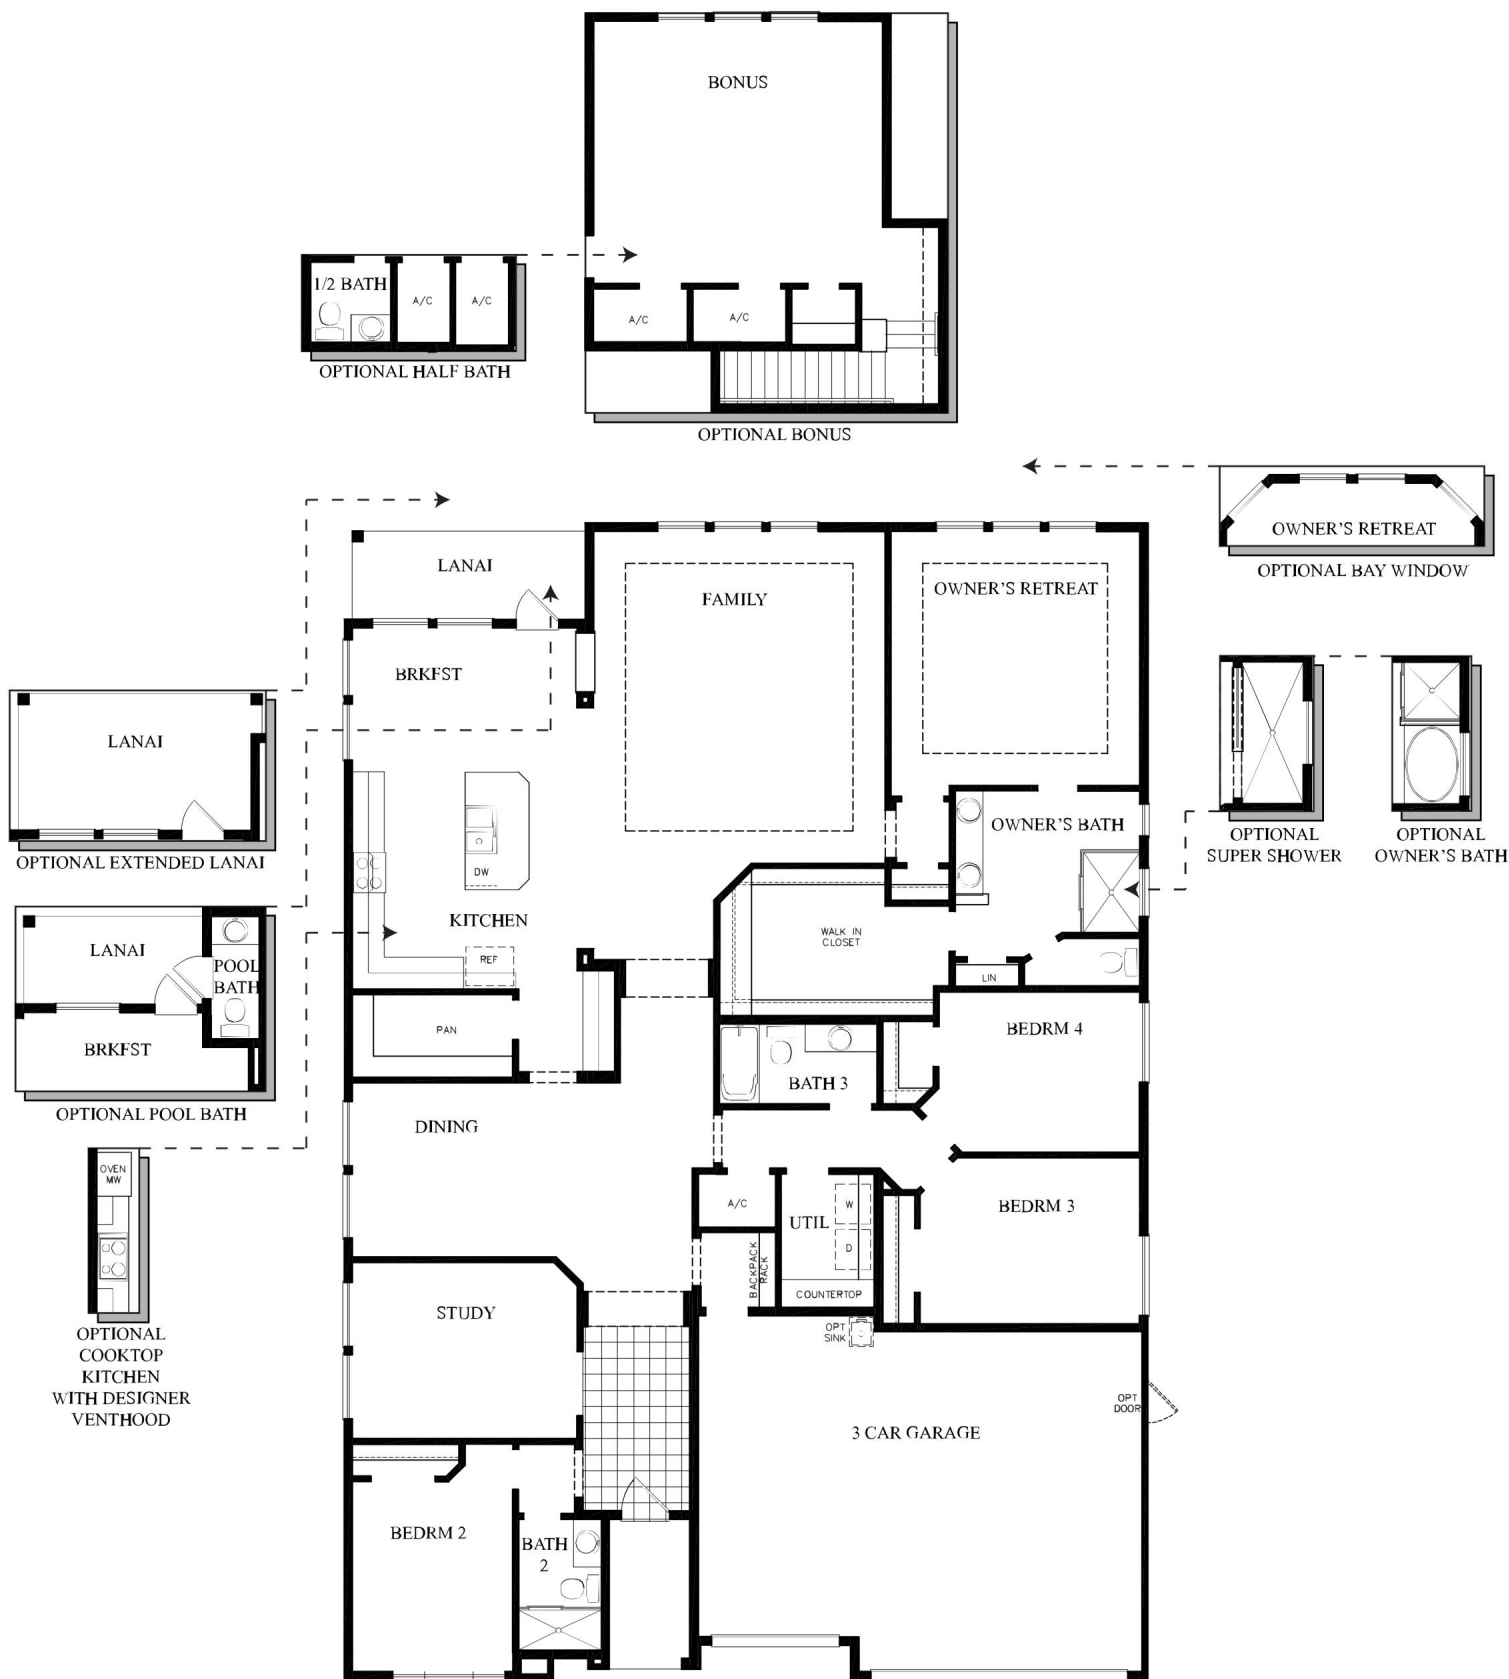 BONUS
1/2 BATH
A/C
A/C
A/C
A/C
OPTIONAL HALF BATH
OPTIONAL BONUS
OWNER'S RETREAT
OPTIONAL BAY WINDOW
LANAI
FAMILY
OWNER'S RETREAT
BRKFST
LANAI
OPTIONAL EXTENDED LANAI
DW
KITCHEN
REF
OWNER'S BATH
OPTIONAL
SUPER SHOWER
OPTIONAL
OWNER'S BATH
WALK IN
CLOSET
LIN
LANAI
POOL
BATH
BRKFST
OPTIONAL POOL BATH
PAN
BATH 3
BEDRM 4
DINING
OVEN
MW
OPTIONAL
COOKTOP
KITCHEN
WITH DESIGNER
VENTHOOD
A/C
UTIL
W
D
BACKPACK
RACK
COUNTERTOP
BEDRM 3
STUDY
OPT
SINK
OPT
DOOR
3 CAR GARAGE
BEDRM 2
BATH
2